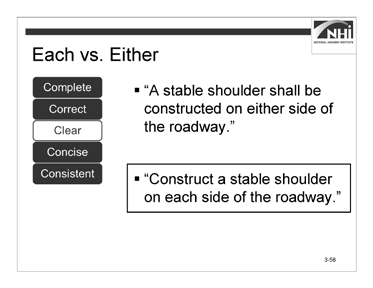 NHI
NATIONAL HIGHWAY INSTITUTE
Each vs. Either
Complete
Correct
Clear
Concise
Consistent
▪ “A stable shoulder shall be
constructed on either side of
the roadway.”
▪ “Construct a stable shoulder
on each side of the roadway.”
3-58